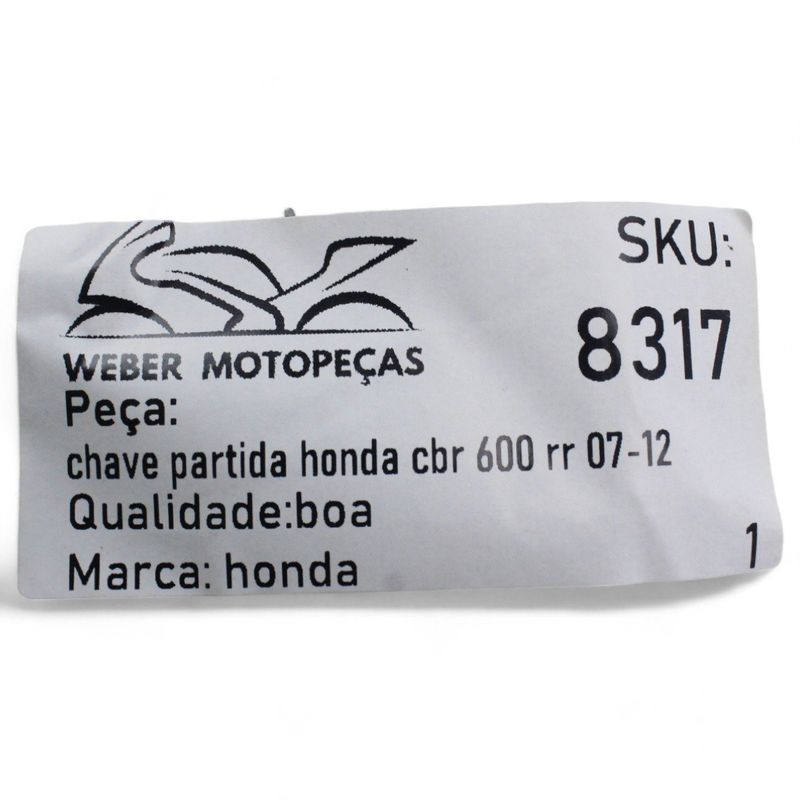 WEBER MOTOPEÇAS
SKU:
8317
Peça:
chave partida honda cbr 600 rr 07-12
Qualidade:boa
Marca: honda
1